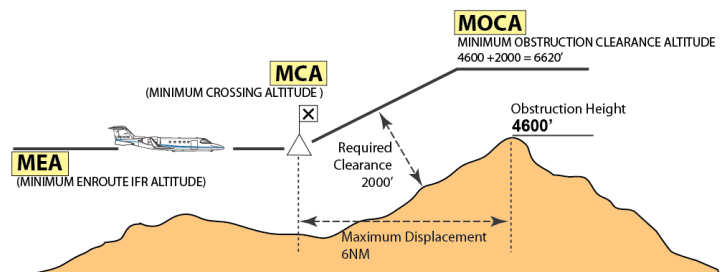 MOCA
MINIMUM OBSTRUCTION CLEARANCE ALTITUDE
4600 +2000 = 6620'
MCA
(MINIMUM CROSSING ALTITUDE )
Obstruction Height
4600'
MEA
(MINIMUM ENROUTE IFR ALTITUDE)
Required
Clearance
2000'
Maximum Displacement
6NM